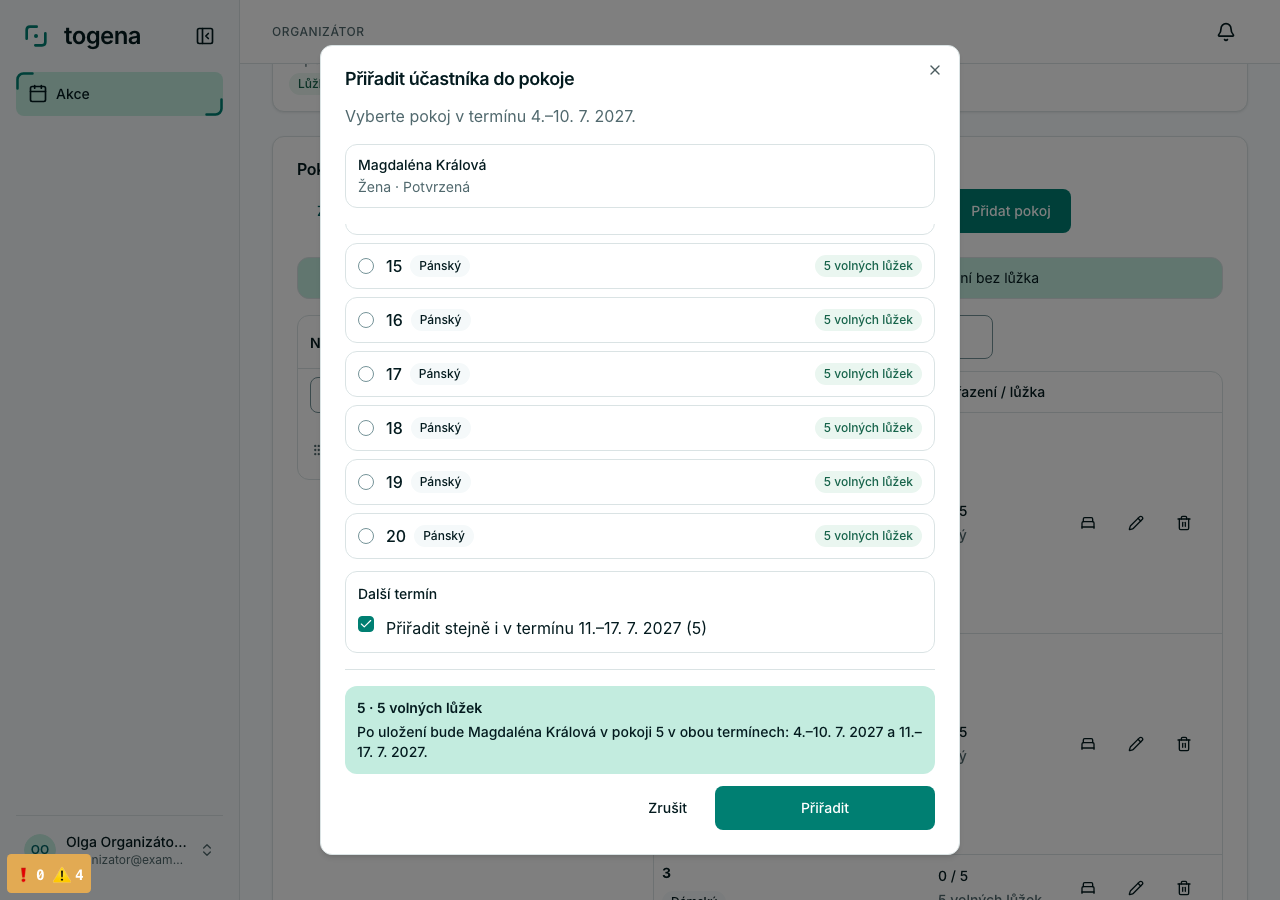 togena
ORGANIZÁTOR
Akce
Přiřadit účastníka do pokoje
Vyberte pokoj v termínu 4.–10. 7. 2027.
Magdaléna Králová
Žena · Potvrzená
Přidat pokoj
15 Pánský 5 volných lůžek
16 Pánský 5 volných lůžek
17 Pánský 5 volných lůžek
18 Pánský 5 volných lůžek
19 Pánský 5 volných lůžek
20 Pánský 5 volných lůžek
bez lůžka
/ lůžka
Další termín
Přiřadit stejně i v termínu 11.–17. 7. 2027 (5)
5 · 5 volných lůžek
Po uložení bude Magdaléna Králová v pokoji 5 v obou termínech: 4.–10. 7. 2027 a 11.–
17. 7. 2027.
Zrušit
Přiřadit
OO
Olga Organizáto...
nizator@exam...
0 4
3
0 / 5
5 volných lůžek